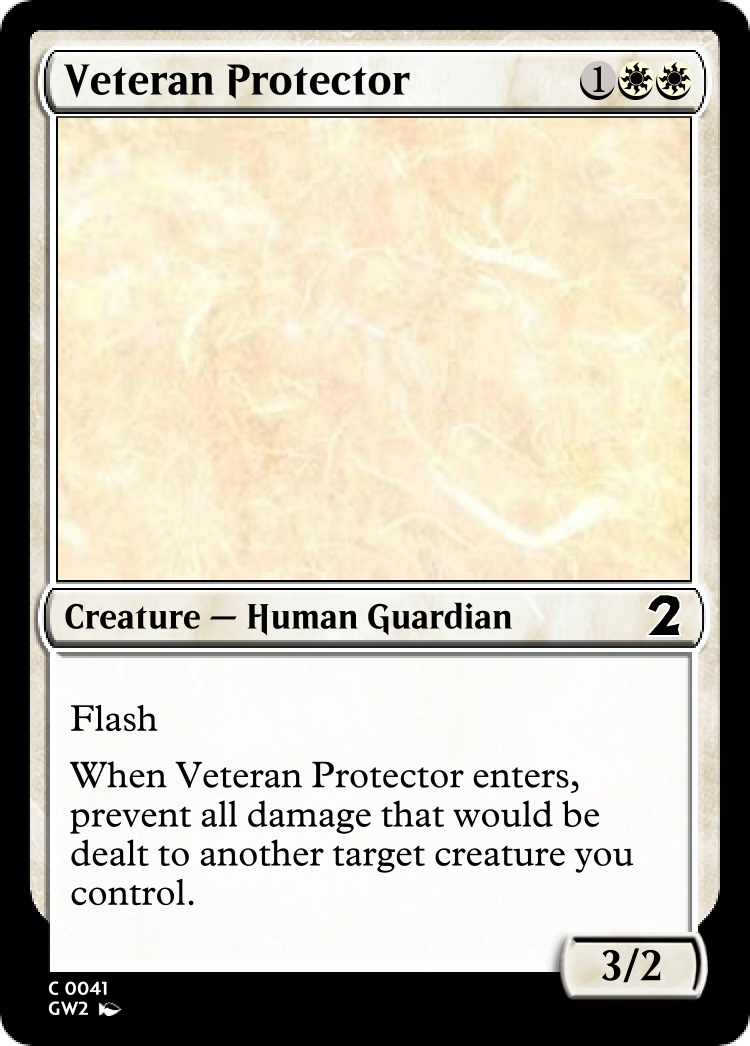 Veteran Protector 1
Creature — Human Guardian 2
Flash
When Veteran Protector enters,
prevent all damage that would be
dealt to another target creature you
control.
3/2
C 0041
GW2